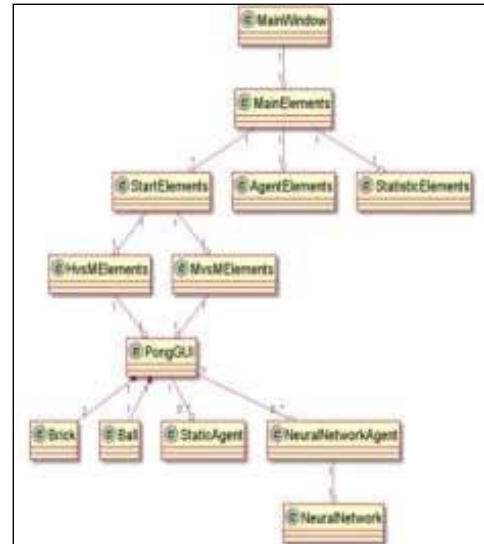 C MainWindow
C MainElements
C StartElements
C AgentElements
C StatisticElements
C HvsMElements
C MvsMElements
C PongGUI
C Brick
C Ball
C StaticAgent
C NeuralNetworkAgent
C NeuralNetwork